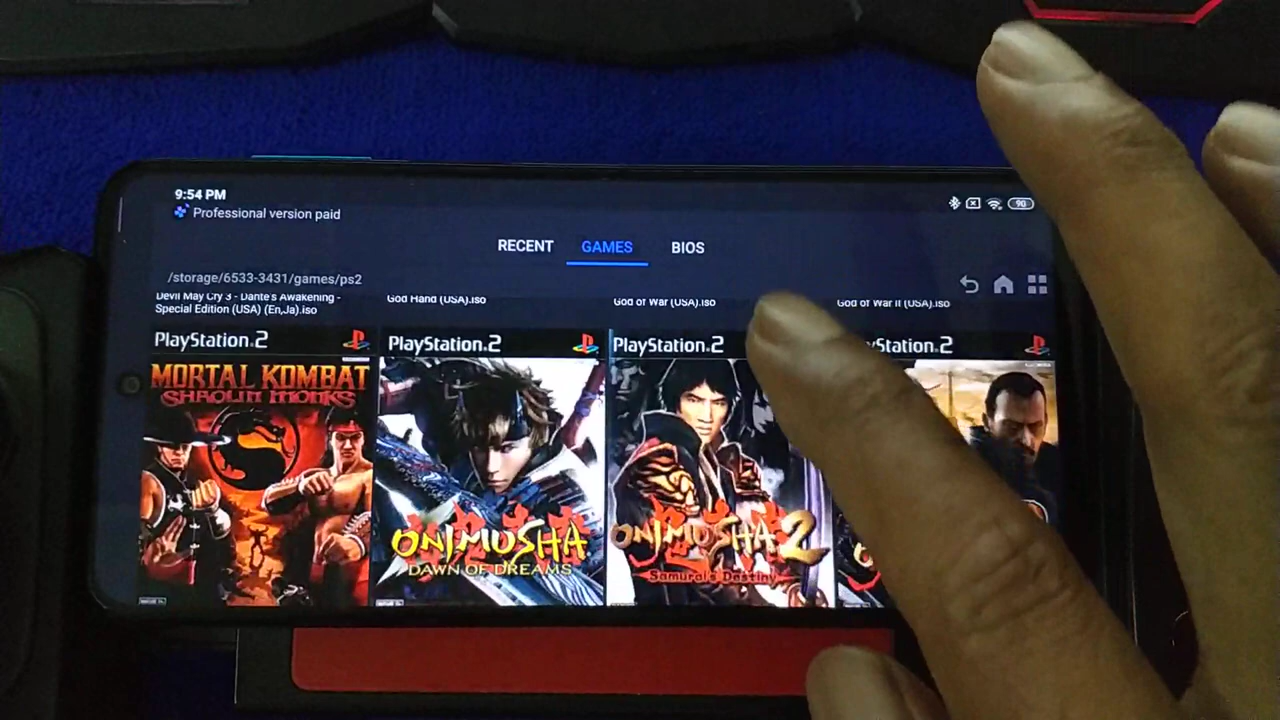 9:54 PM
90
Professional version paid
RECENT GAMES BIOS
/storage/6533-3431/games/ps2
Devil May Cry 3 - Dante's Awakening -
Special Edition (USA) (En,Ja).iso
God Hand (USA).iso
God of War (USA).iso
God of War II (USA).iso
PlayStation.2
MORTAL KOMBAT
SHAOLIN MONKS
PlayStation.2
ONIMUSHA
DAWN OF DREAMS
PlayStation.2
ONIMUSHA 2
Samurai's Destiny
Station.2